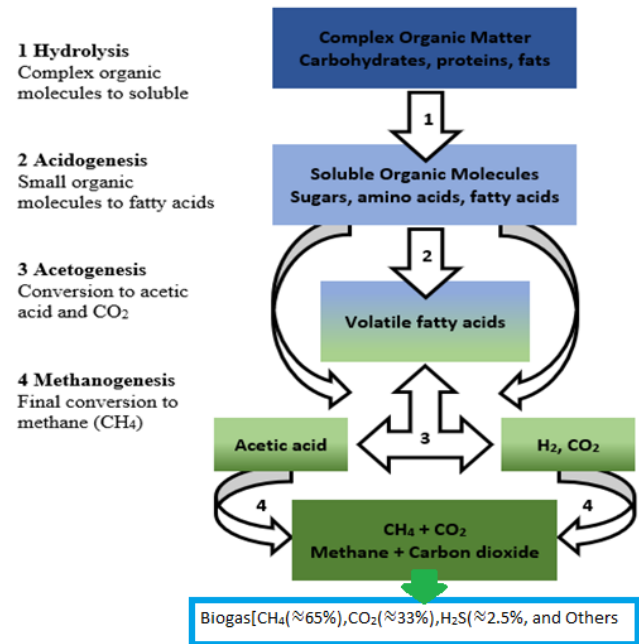 1 Hydrolysis
Complex organic
molecules to soluble
2 Acidogenesis
Small organic
molecules to fatty acids
3 Acetogenesis
Conversion to acetic
acid and CO₂
4 Methanogenesis
Final conversion to
methane (CH₄)
Complex Organic Matter
Carbohydrates, proteins, fats
1
Soluble Organic Molecules
Sugars, amino acids, fatty acids
2
Volatile fatty acids
3
Acetic acid
H₂, CO₂
4
4
CH₄ + CO₂
Methane + Carbon dioxide
Biogas[CH₄(≈65%),CO₂(≈33%),H₂S(≈2.5%, and Others